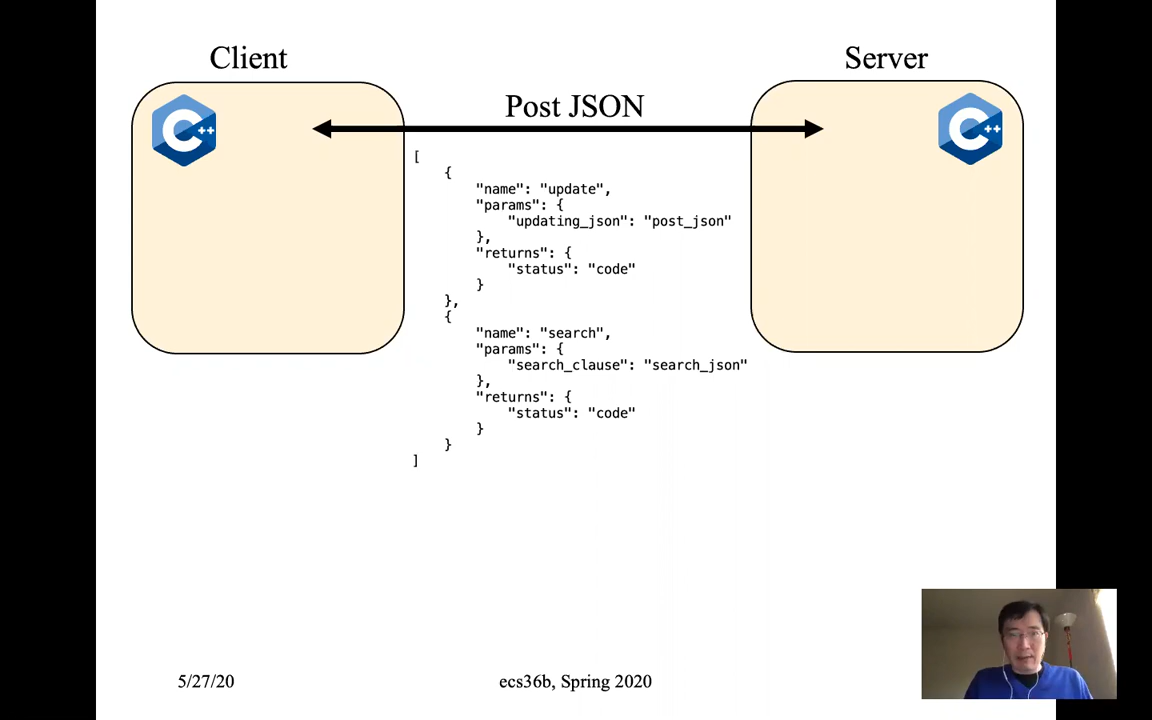 Client
Server
C++
C++
Post JSON
[
    {
        "name": "update",
        "params": {
            "updating_json": "post_json"
        },
        "returns": {
            "status": "code"
        }
    },
    {
        "name": "search",
        "params": {
            "search_clause": "search_json"
        },
        "returns": {
            "status": "code"
        }
    }
]
5/27/20
ecs36b, Spring 2020